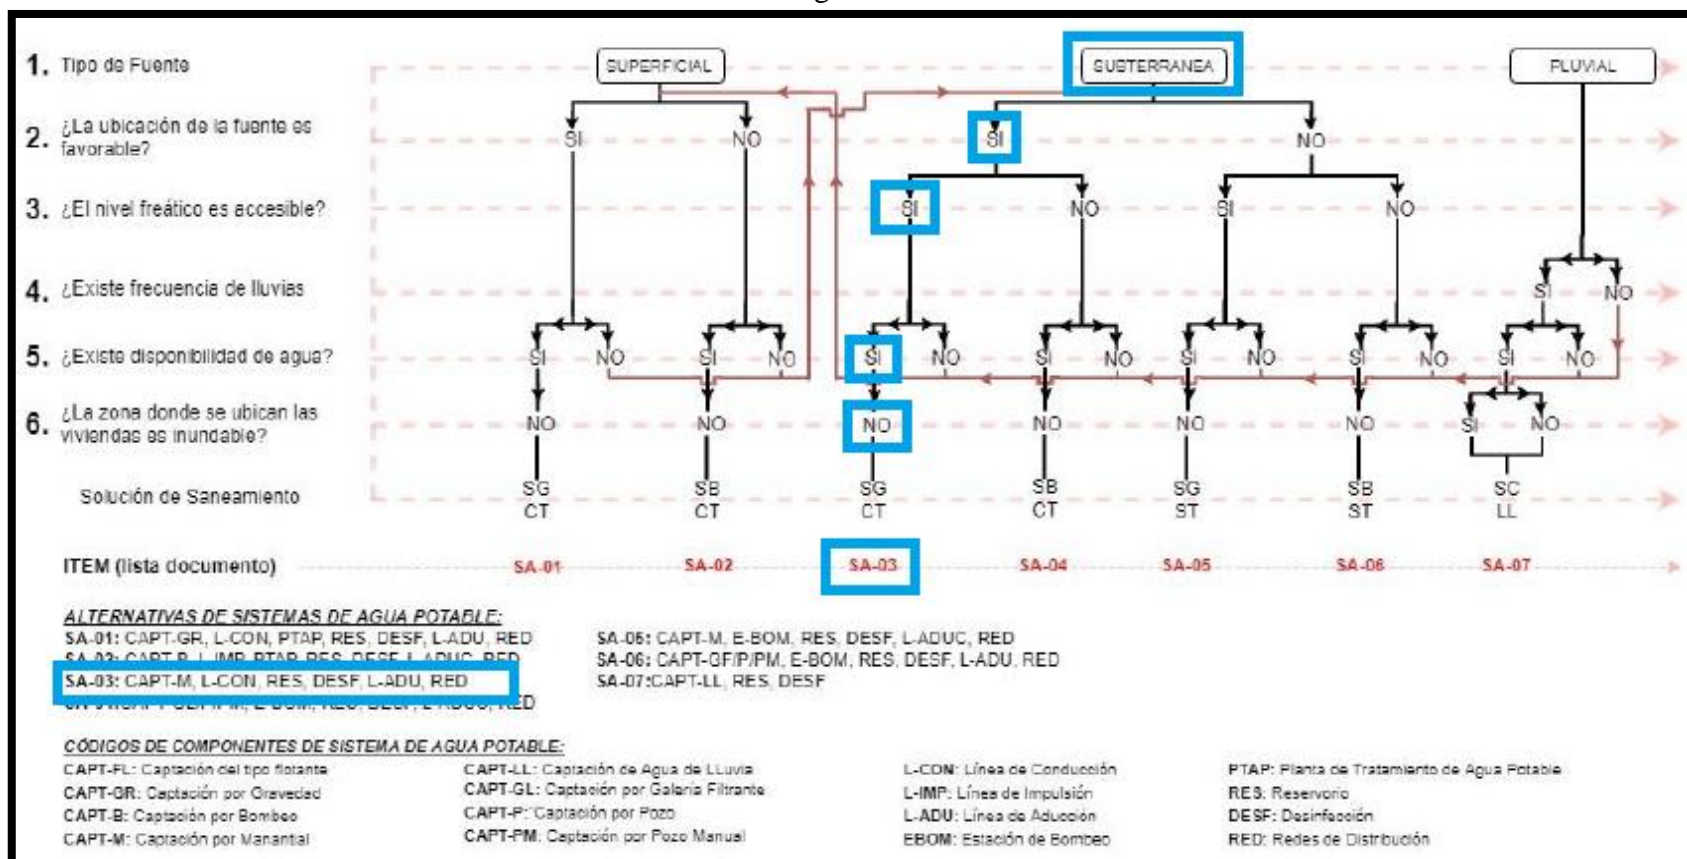 1. Tipo de Fuente SUPERFICIAL SUBTERRANEA PLUVIAL
2. ¿La ubicación de la fuente es favorable? SI NO SI NO
3. ¿El nivel freático es accesible? SI NO SI NO
4. ¿Existe frecuencia de lluvias SI NO
5. ¿Existe disponibilidad de agua? SI NO SI NO SI NO SI NO SI NO SI NO SI NO
6. ¿La zona donde se ubican las viviendas es inundable? NO NO NO NO NO NO SI NO
Solución de Saneamiento SG SB SG SB SG SB SC
CT CT CT CT ST ST LL
ITEM (lista documento) SA-01 SA-02 SA-03 SA-04 SA-05 SA-06 SA-07
ALTERNATIVAS DE SISTEMAS DE AGUA POTABLE:
SA-01: CAPT-GR, L-CON, PTAP, RES, DESF, L-ADU, RED
SA-02: CAPT-B, L-IMP, PTAP, RES, DESF, L-ADUC, RED
SA-03: CAPT-M, L-CON, RES, DESF, L-ADU, RED
RED
SA-05: CAPT-M, E-BOM, RES, DESF, L-ADUC, RED
SA-06: CAPT-GF/P/PM, E-BOM, RES, DESF, L-ADU, RED
SA-07:CAPT-LL, RES, DESF
CÓDIGOS DE COMPONENTES DE SISTEMA DE AGUA POTABLE:
CAPT-FL: Captación del tipo flotante
CAPT-GR: Captación por Gravedad
CAPT-B: Captación por Bombeo
CAPT-M: Captación por Manantial
CAPT-LL: Captación de Agua de LLuvia
CAPT-GL: Captación por Galería Filtrante
CAPT-P: Captación por Pozo
CAPT-PM: Captación por Pozo Manual
L-CON: Línea de Conducción
L-IMP: Línea de Impulsión
L-ADU: Línea de Aducción
EBOM: Estación de Bombeo
PTAP: Planta de Tratamiento de Agua Potable
RES: Reservorio
DESF: Desinfección
RED: Redes de Distribución